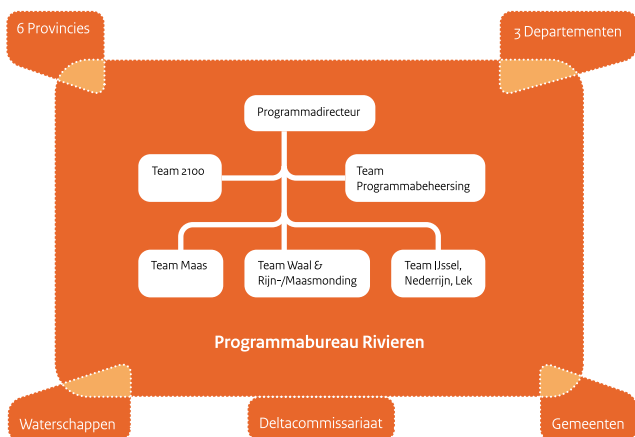 6 Provincies
3 Departementen
Programmadirecteur
Team 2100
Team
Programmabeheersing
Team Maas
Team Waal &
Rijn-/Maasmonding
Team IJssel,
Nederrijn, Lek
Programmabureau Rivieren
Waterschappen
Deltacommissariaat
Gemeenten